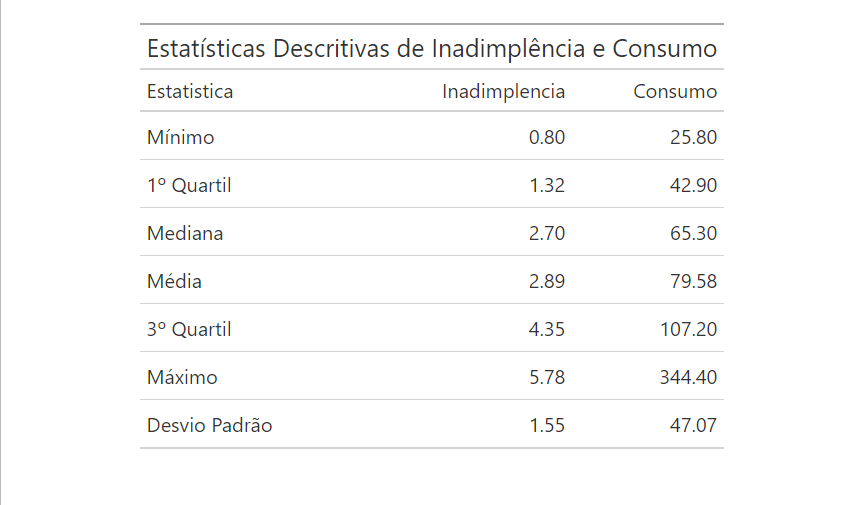 Estatísticas Descritivas de Inadimplência e Consumo
Estatistica Inadimplencia Consumo
Mínimo 0.80 25.80
1º Quartil 1.32 42.90
Mediana 2.70 65.30
Média 2.89 79.58
3º Quartil 4.35 107.20
Máximo 5.78 344.40
Desvio Padrão 1.55 47.07